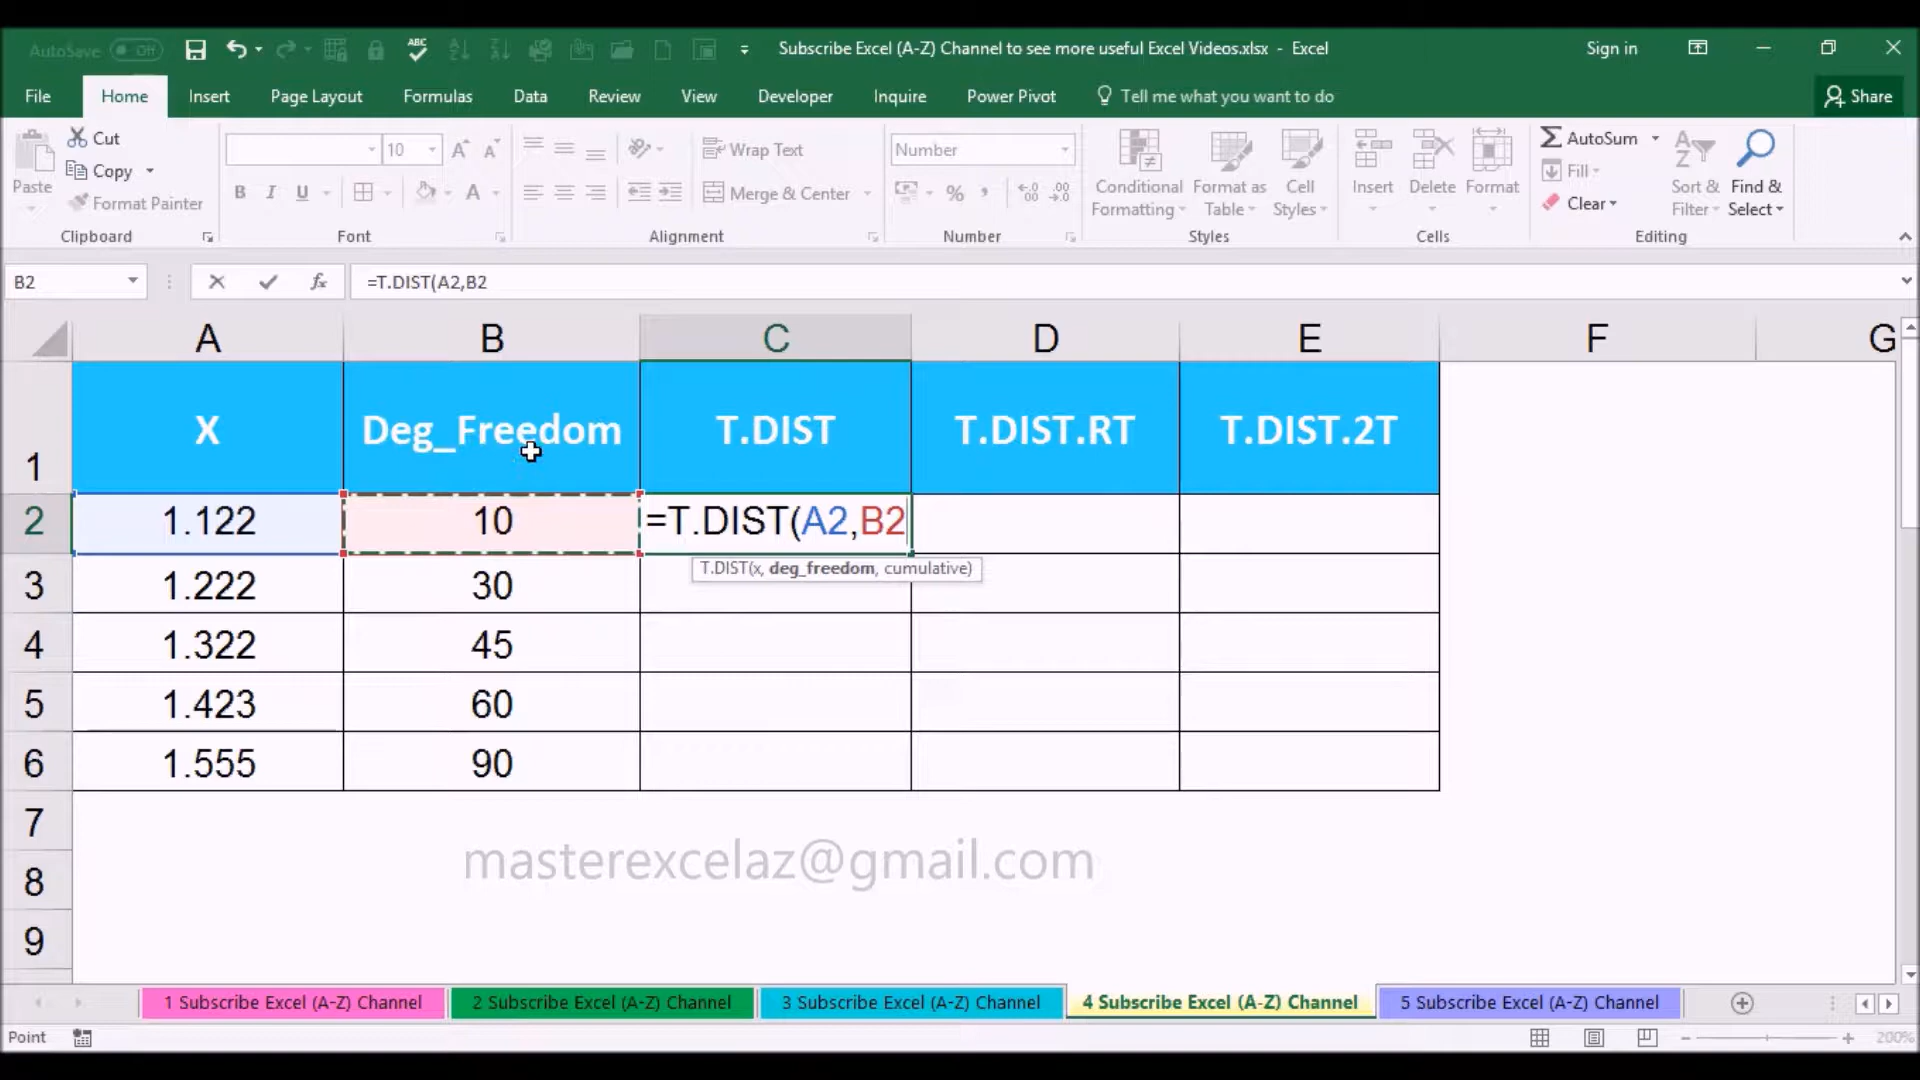 AutoSave Off
Subscribe Excel (A-Z) Channel to see more useful Excel Videos.xlsx - Excel
Sign in
File Home Insert Page Layout Formulas Data Review View Developer Inquire Power Pivot Tell me what you want to do Share
Paste
Cut
Copy
Format Painter
Clipboard
10
B I U
Font
Wrap Text
Merge & Center
Alignment
Number
Number
Conditional Formatting
Format as Table
Cell Styles
Styles
Insert Delete Format
Cells
AutoSum
Fill
Clear
Sort & Filter
Find & Select
Editing
B2 fx =T.DIST(A2,B2
A B C D E F G
1 X Deg_Freedom T.DIST T.DIST.RT T.DIST.2T
2 1.122 10 =T.DIST(A2,B2
T.DIST(x, deg_freedom, cumulative)
3 1.222 30
4 1.322 45
5 1.423 60
6 1.555 90
7
masterexcelaz@gmail.com
8
9
1 Subscribe Excel (A-Z) Channel 2 Subscribe Excel (A-Z) Channel 3 Subscribe Excel (A-Z) Channel 4 Subscribe Excel (A-Z) Channel 5 Subscribe Excel (A-Z) Channel
Point 200%